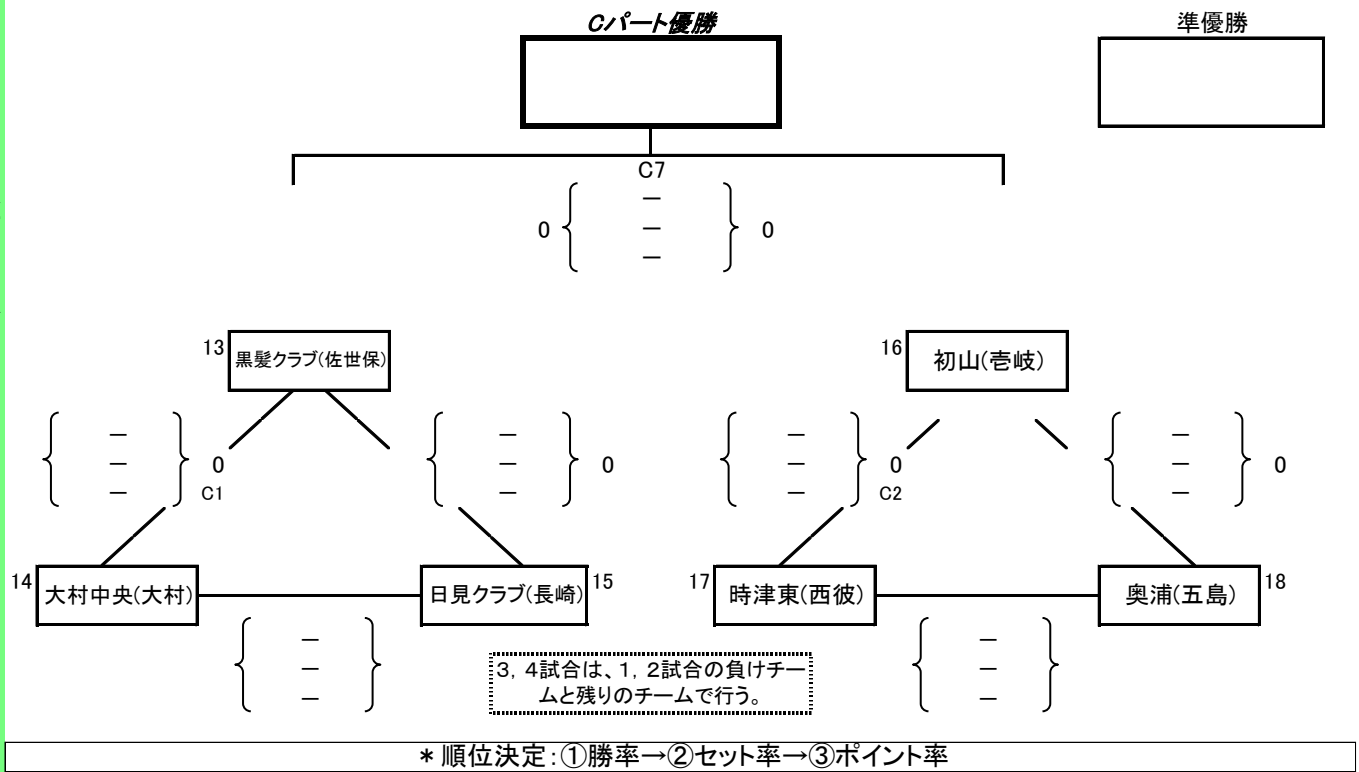 Cパート優勝
準優勝
C7
－
0 － 0
－
13 黒髪クラブ(佐世保)
16 初山(壱岐)
－ － － －
－ 0 － 0 － 0 － 0
－ C1 － － C2 －
14 大村中央(大村) 日見クラブ(長崎) 15 17 時津東(西彼) 奥浦(五島) 18
－ －
－ －
－ －
3，4試合は、1，2試合の負けチー
ムと残りのチームで行う。
＊順位決定:①勝率→②セット率→③ポイント率